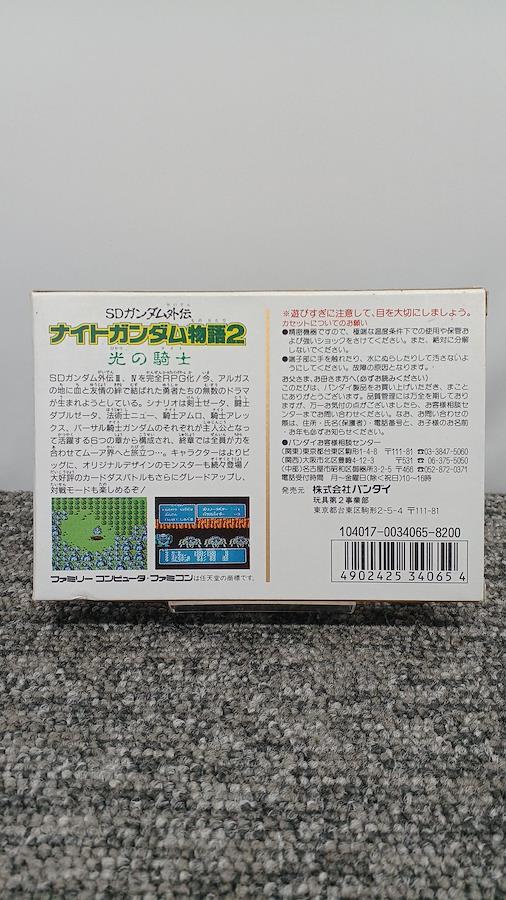 SDガンダム外伝
ナイトガンダム物語2
光の騎士
SDガンダム外伝Ⅲ、Ⅳを完全RPG化!今、アルガス
の地に血と友情の絆で結ばれた勇者たちの無数のドラマ
が生まれようとしている。シナリオは剣士ゼータ、闘士
ダブルゼータ、法術士ニュー、騎士アムロ、騎士アレッ
クス、バーサル騎士ガンダムのそれぞれが主人公となっ
て活躍する6つの章から構成され、終章では全員が力を
合わせてムーア界へと旅立つ…。キャラクターはよりビ
ッグに、オリジナルデザインのモンスターも続々登場!
大好評のカードダスバトルもさらにグレードアップし、
対戦モードも楽しめるぞ!
ファミリー コンピュータ・ファミコンは任天堂の商標です。
※遊びすぎに注意して、目を大切にしましょう。
カセットについてのお願い
●精密機器ですので、極端な温度条件下での使用や保管お
よび強いショックをさけてください。また、絶対に分解
しないでください。
●端子部に手を触れたり、水にぬらしたりして汚さないよ
うにしてください。故障の原因となります。
お父さま、お母さま方へ(必ずお読みください)
このたびは、バンダイ製品をお買い上げいただき、まこと
にありがとうございます。品質管理には万全を期しており
ますが、万一お気付の点がございましたら、お客様相談セ
ンターまでお問い合わせください。なお、お問い合わせの
際は、住所・氏名(保護者)・電話番号と、お子様のお名前
・お年も必ずお知らせください。
●バンダイお客様相談センター
(関東)東京都台東区駒形1-4-8 〒111 ☎03-3847-5060
(関西)大阪市北区豊崎4-12-3 〒531 ☎06-375-5050
(中部)名古屋市昭和区御器所3-2-5 〒466 ☎052-872-0371
電話受付時間 月~金曜日(除く祝日)10~16時
発売元 株式会社バンダイ
玩具第2事業部
東京都台東区駒形2-5-4 〒111-81
104017-0034065-8200
4902425 340654